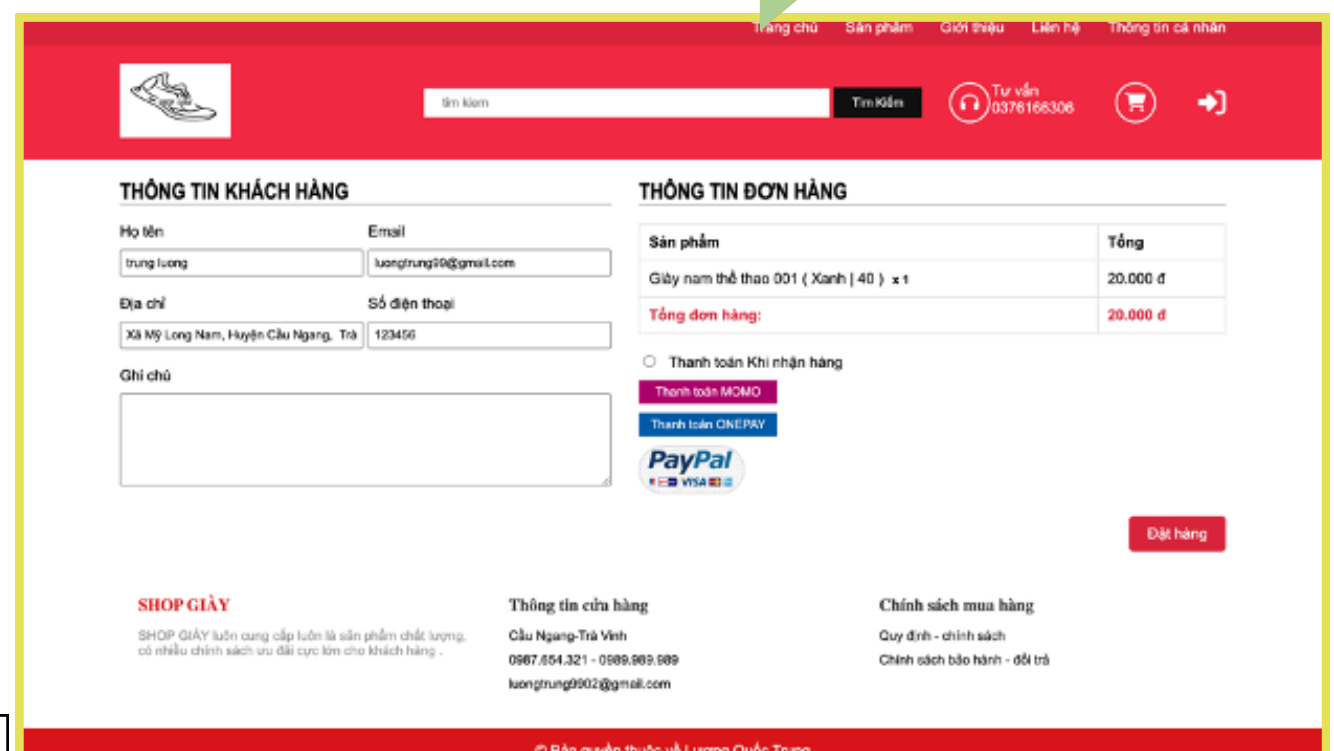 Trang chủ Sản phẩm Giới thiệu Liên hệ Thông tin cá nhân
tìm kiem Tìm Kiếm Tư vấn
0376166306
THÔNG TIN KHÁCH HÀNG
Họ tên Email
trung luong luongtrung99@gmail.com
Địa chỉ Số điện thoại
Xã Mỹ Long Nam, Huyện Cầu Ngang, Trà 123456
Ghi chú
THÔNG TIN ĐƠN HÀNG
Sản phẩm Tổng
Giày nam thể thao 001 ( Xanh | 40 ) x 1 20.000 đ
Tổng đơn hàng: 20.000 đ
Thanh toán Khi nhận hàng
Thanh toán MOMO
Thanh toán ONEPAY
PayPal
VISA
Đặt hàng
SHOP GIÀY
SHOP GIÀY luôn cung cấp luôn là sản phẩm chất lượng,
có nhiều chính sách ưu đãi cực lớn cho khách hàng .
Thông tin cửa hàng
Cầu Ngang-Trà Vinh
0987.654.321 - 0989.989.989
luongtrung9902@gmail.com
Chính sách mua hàng
Quy định - chính sách
Chính sách bảo hành - đổi trả
© Bản quyền thuộc về Lương Quốc Trung